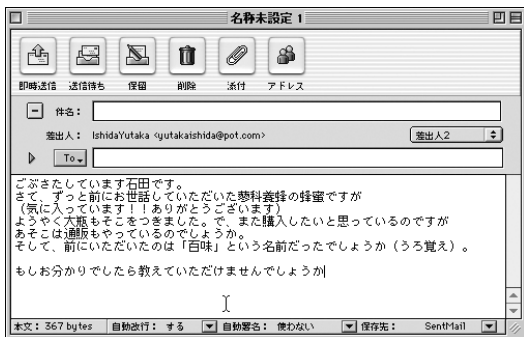 名称未設定 1
即時送信 送信待ち 保留 削除 添付 アドレス
件名：
差出人： IshidaYutaka <yutakaishida@pot.com> 差出人2
To
ごぶさたしています石田です。
さて、ずっと前にお世話していただいた蓼科養蜂の蜂蜜ですが
（気に入っています！！ありがとうございます）
ようやく大瓶もそこをつきました。で、また購入したいと思っているのですが
あそこは通販もやっているのでしょうか。
そして、前にいただいたのは「百味」という名前だったでしょうか（うろ覚え）。
もしお分かりでしたら教えていただけませんでしょうか
本文：367 bytes 自動改行： する 自動署名： 使わない 保存先： SentMail